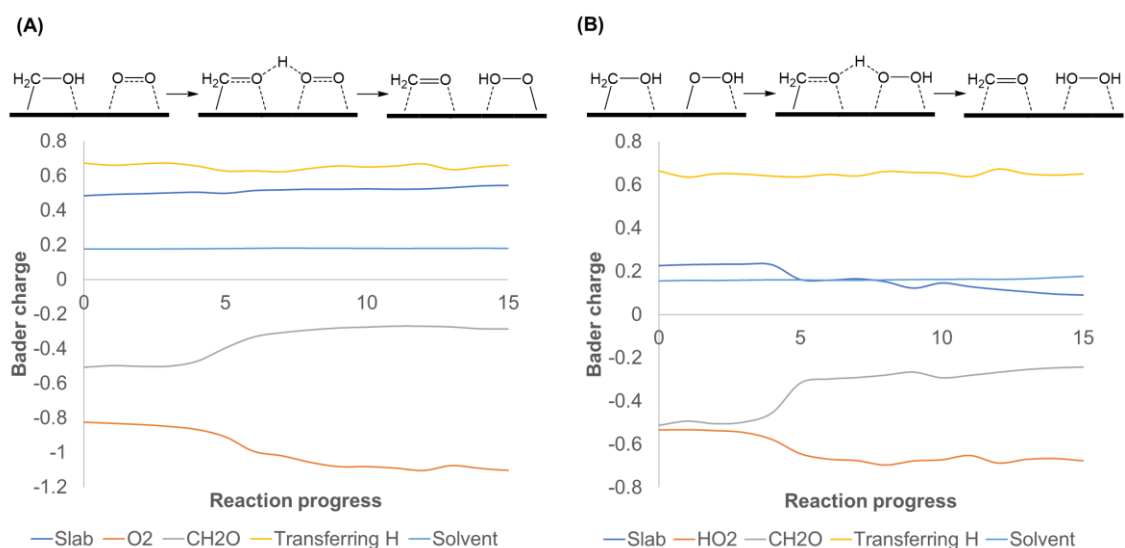 (A)
H2C—OH O═O H2C═O H O═O H2C═O HO—O
0.8
0.6
0.4
0.2
0
-0.2
-0.4
-0.6
-0.8
-1
-1.2
0 5 10 15
Bader charge
Reaction progress
Slab O2 CH2O Transferring H Solvent
(B)
H2C—OH O—OH H2C═O H O—OH H2C═O HO—OH
0.8
0.6
0.4
0.2
0
-0.2
-0.4
-0.6
-0.8
0 5 10 15
Bader charge
Reaction progress
Slab HO2 CH2O Transferring H Solvent